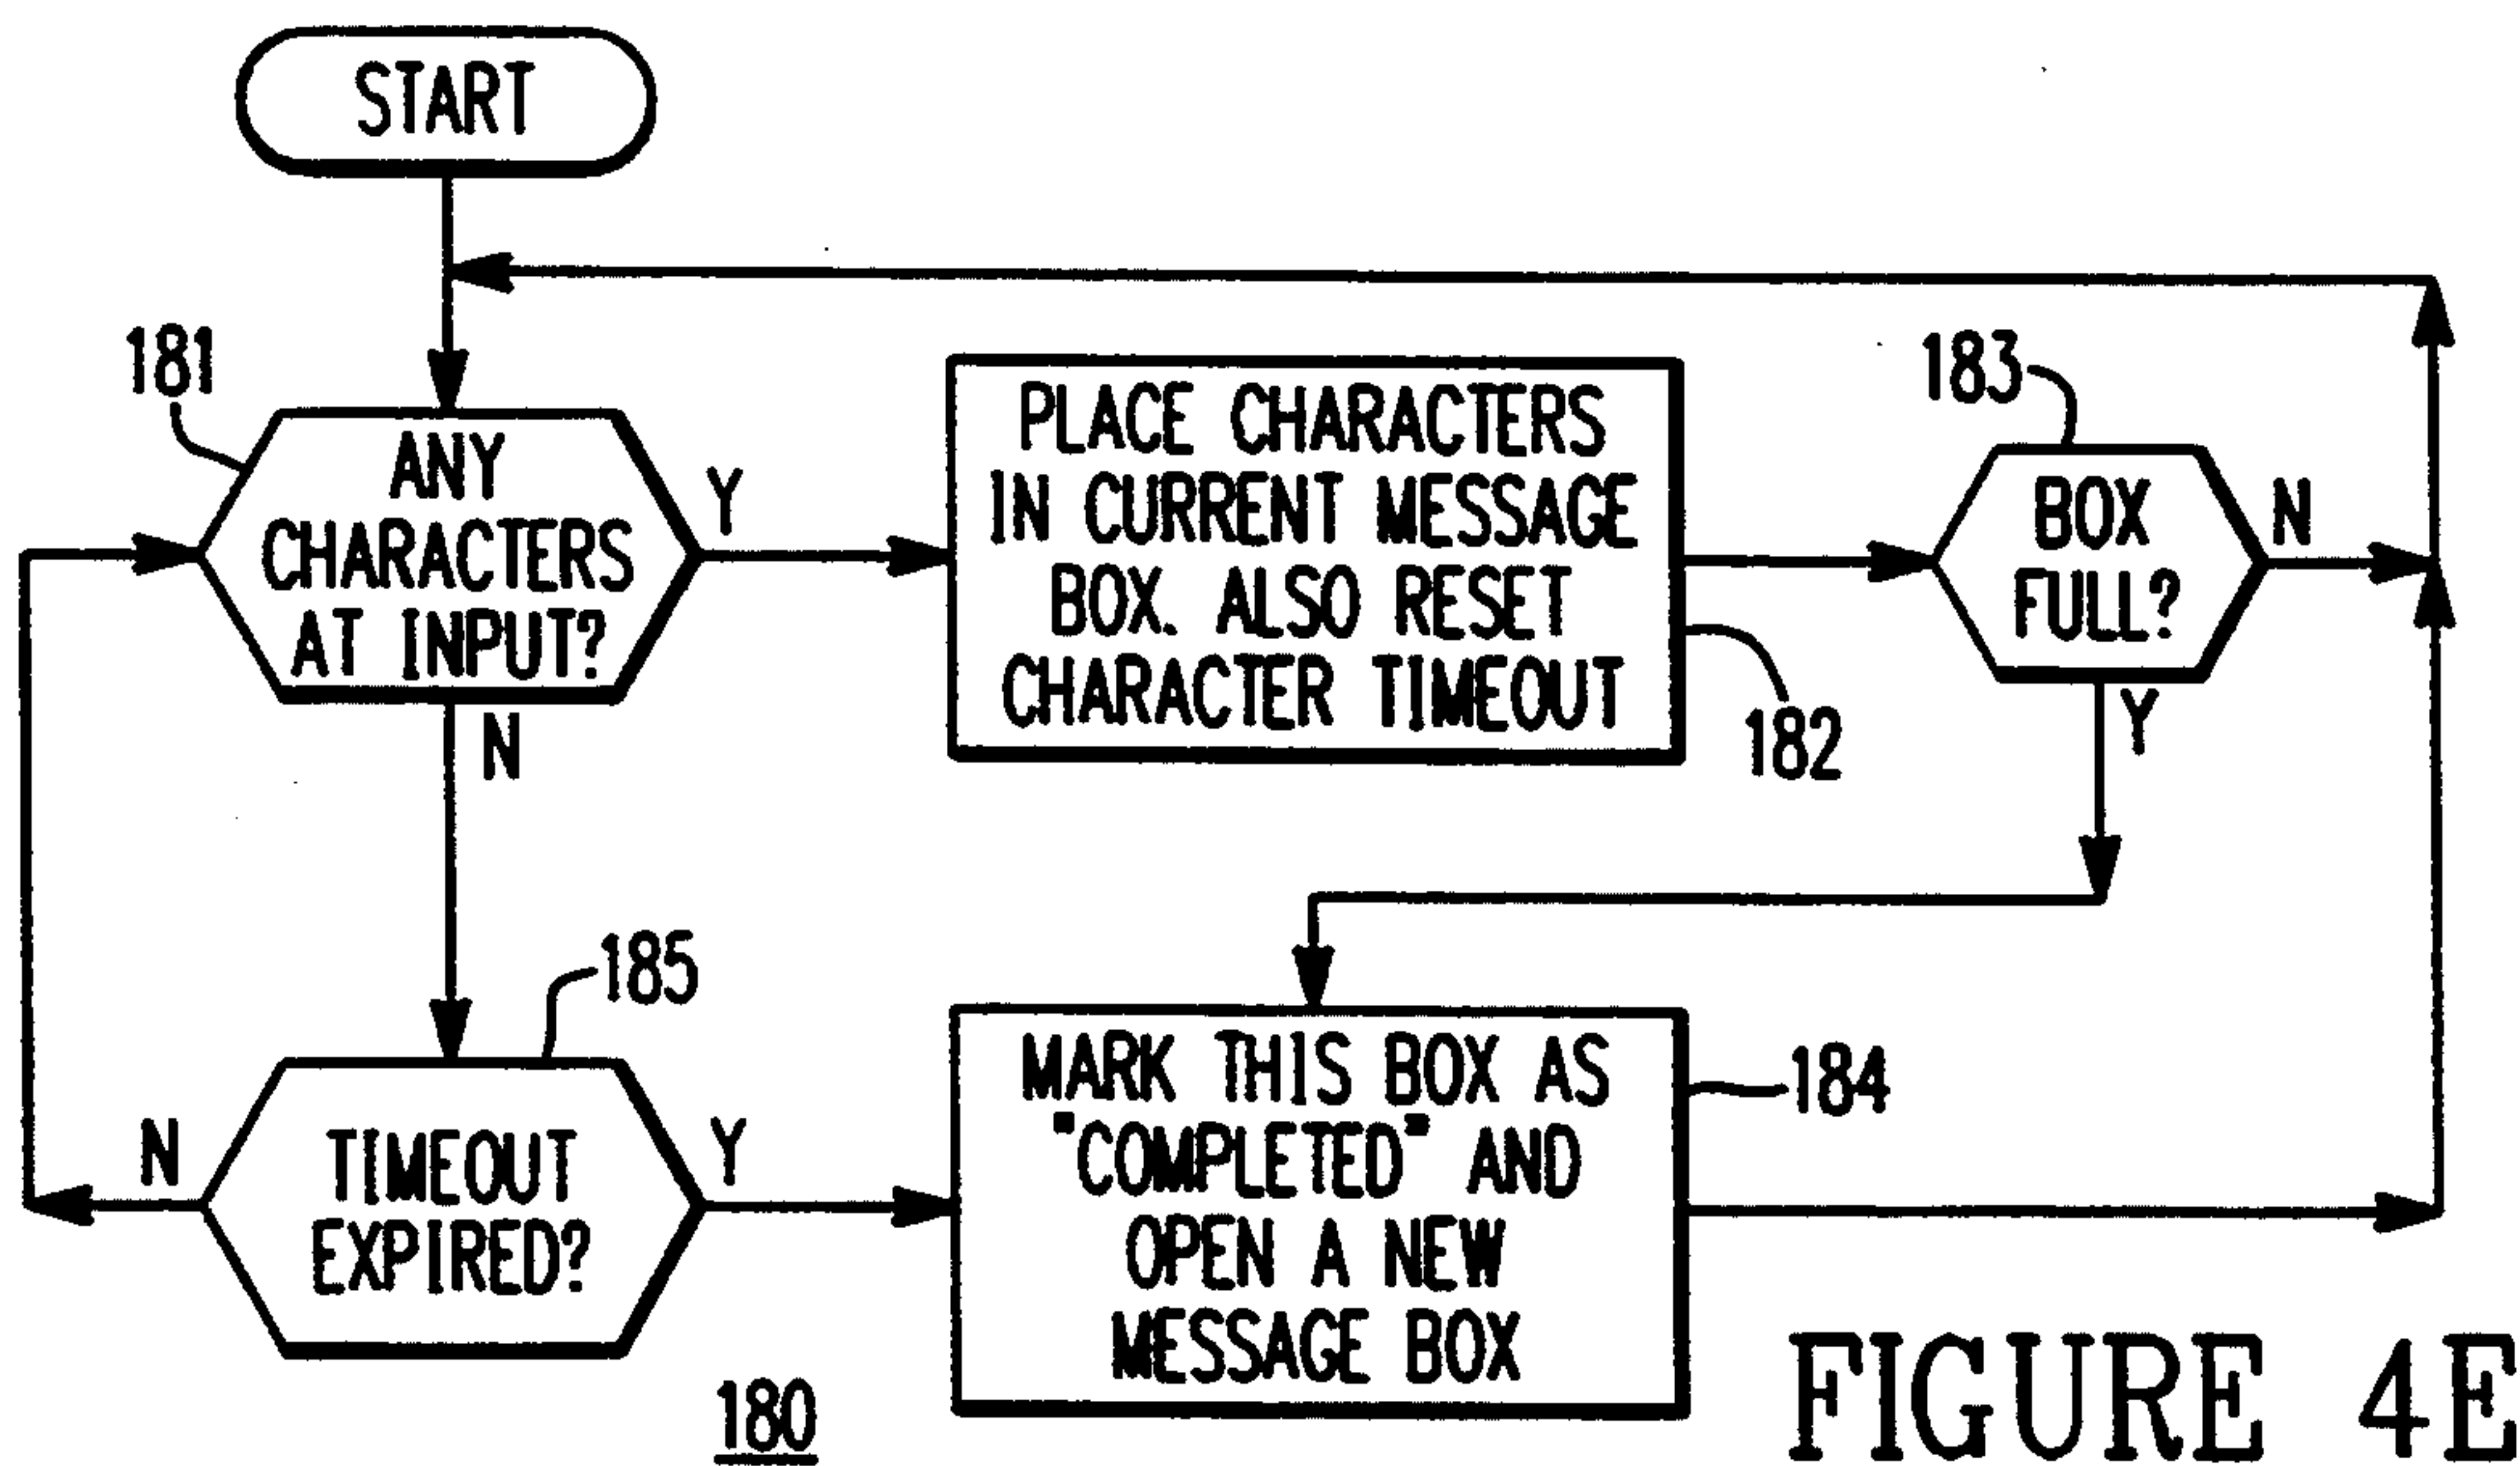 START
181
ANY
CHARACTERS
AT INPUT?
Y
N
PLACE CHARACTERS
IN CURRENT MESSAGE
BOX. ALSO RESET
CHARACTER TIMEOUT
182
183
BOX
FULL?
N
Y
185
TIMEOUT
EXPIRED?
N
Y
MARK THIS BOX AS
"COMPLETED" AND
OPEN A NEW
MESSAGE BOX
184
180
FIGURE 4E